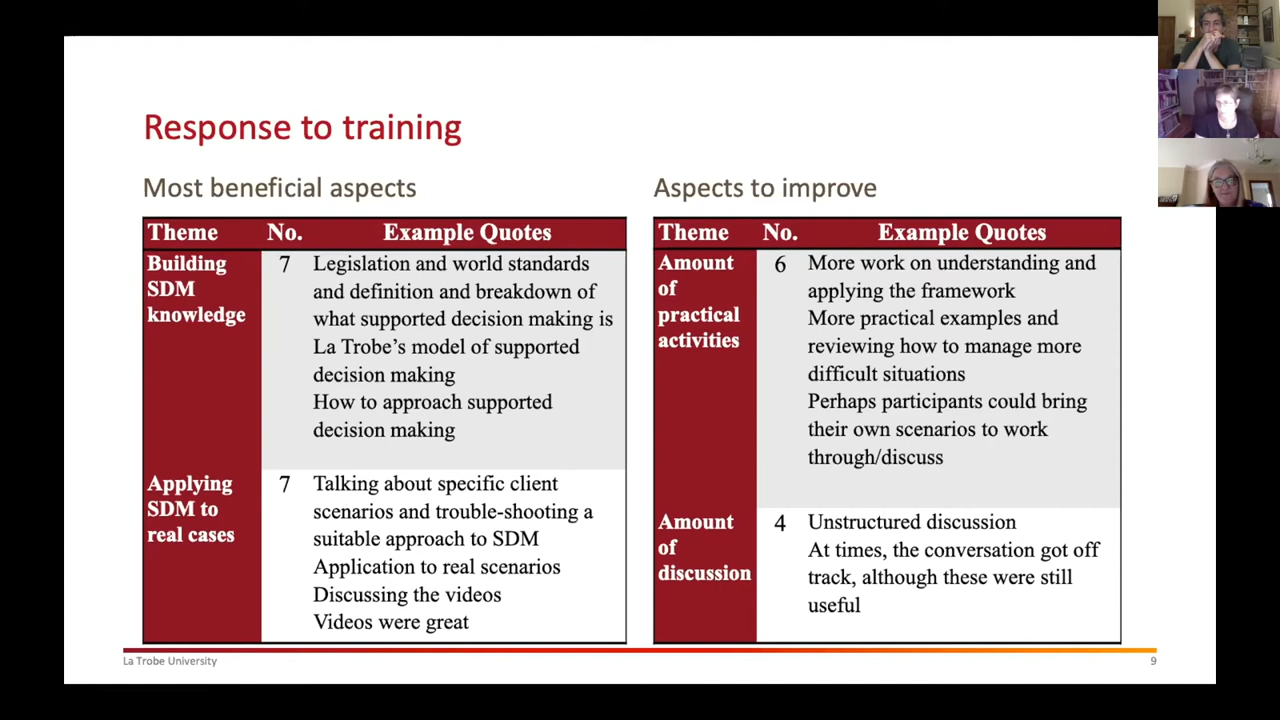 Response to training
Most beneficial aspects
Theme No. Example Quotes
Building SDM knowledge 7 Legislation and world standards
and definition and breakdown of
what supported decision making is
La Trobe's model of supported
decision making
How to approach supported
decision making
Applying SDM to real cases 7 Talking about specific client
scenarios and trouble-shooting a
suitable approach to SDM
Application to real scenarios
Discussing the videos
Videos were great
Aspects to improve
Theme No. Example Quotes
Amount of practical activities 6 More work on understanding and
applying the framework
More practical examples and
reviewing how to manage more
difficult situations
Perhaps participants could bring
their own scenarios to work
through/discuss
Amount of discussion 4 Unstructured discussion
At times, the conversation got off
track, although these were still
useful
La Trobe University
9